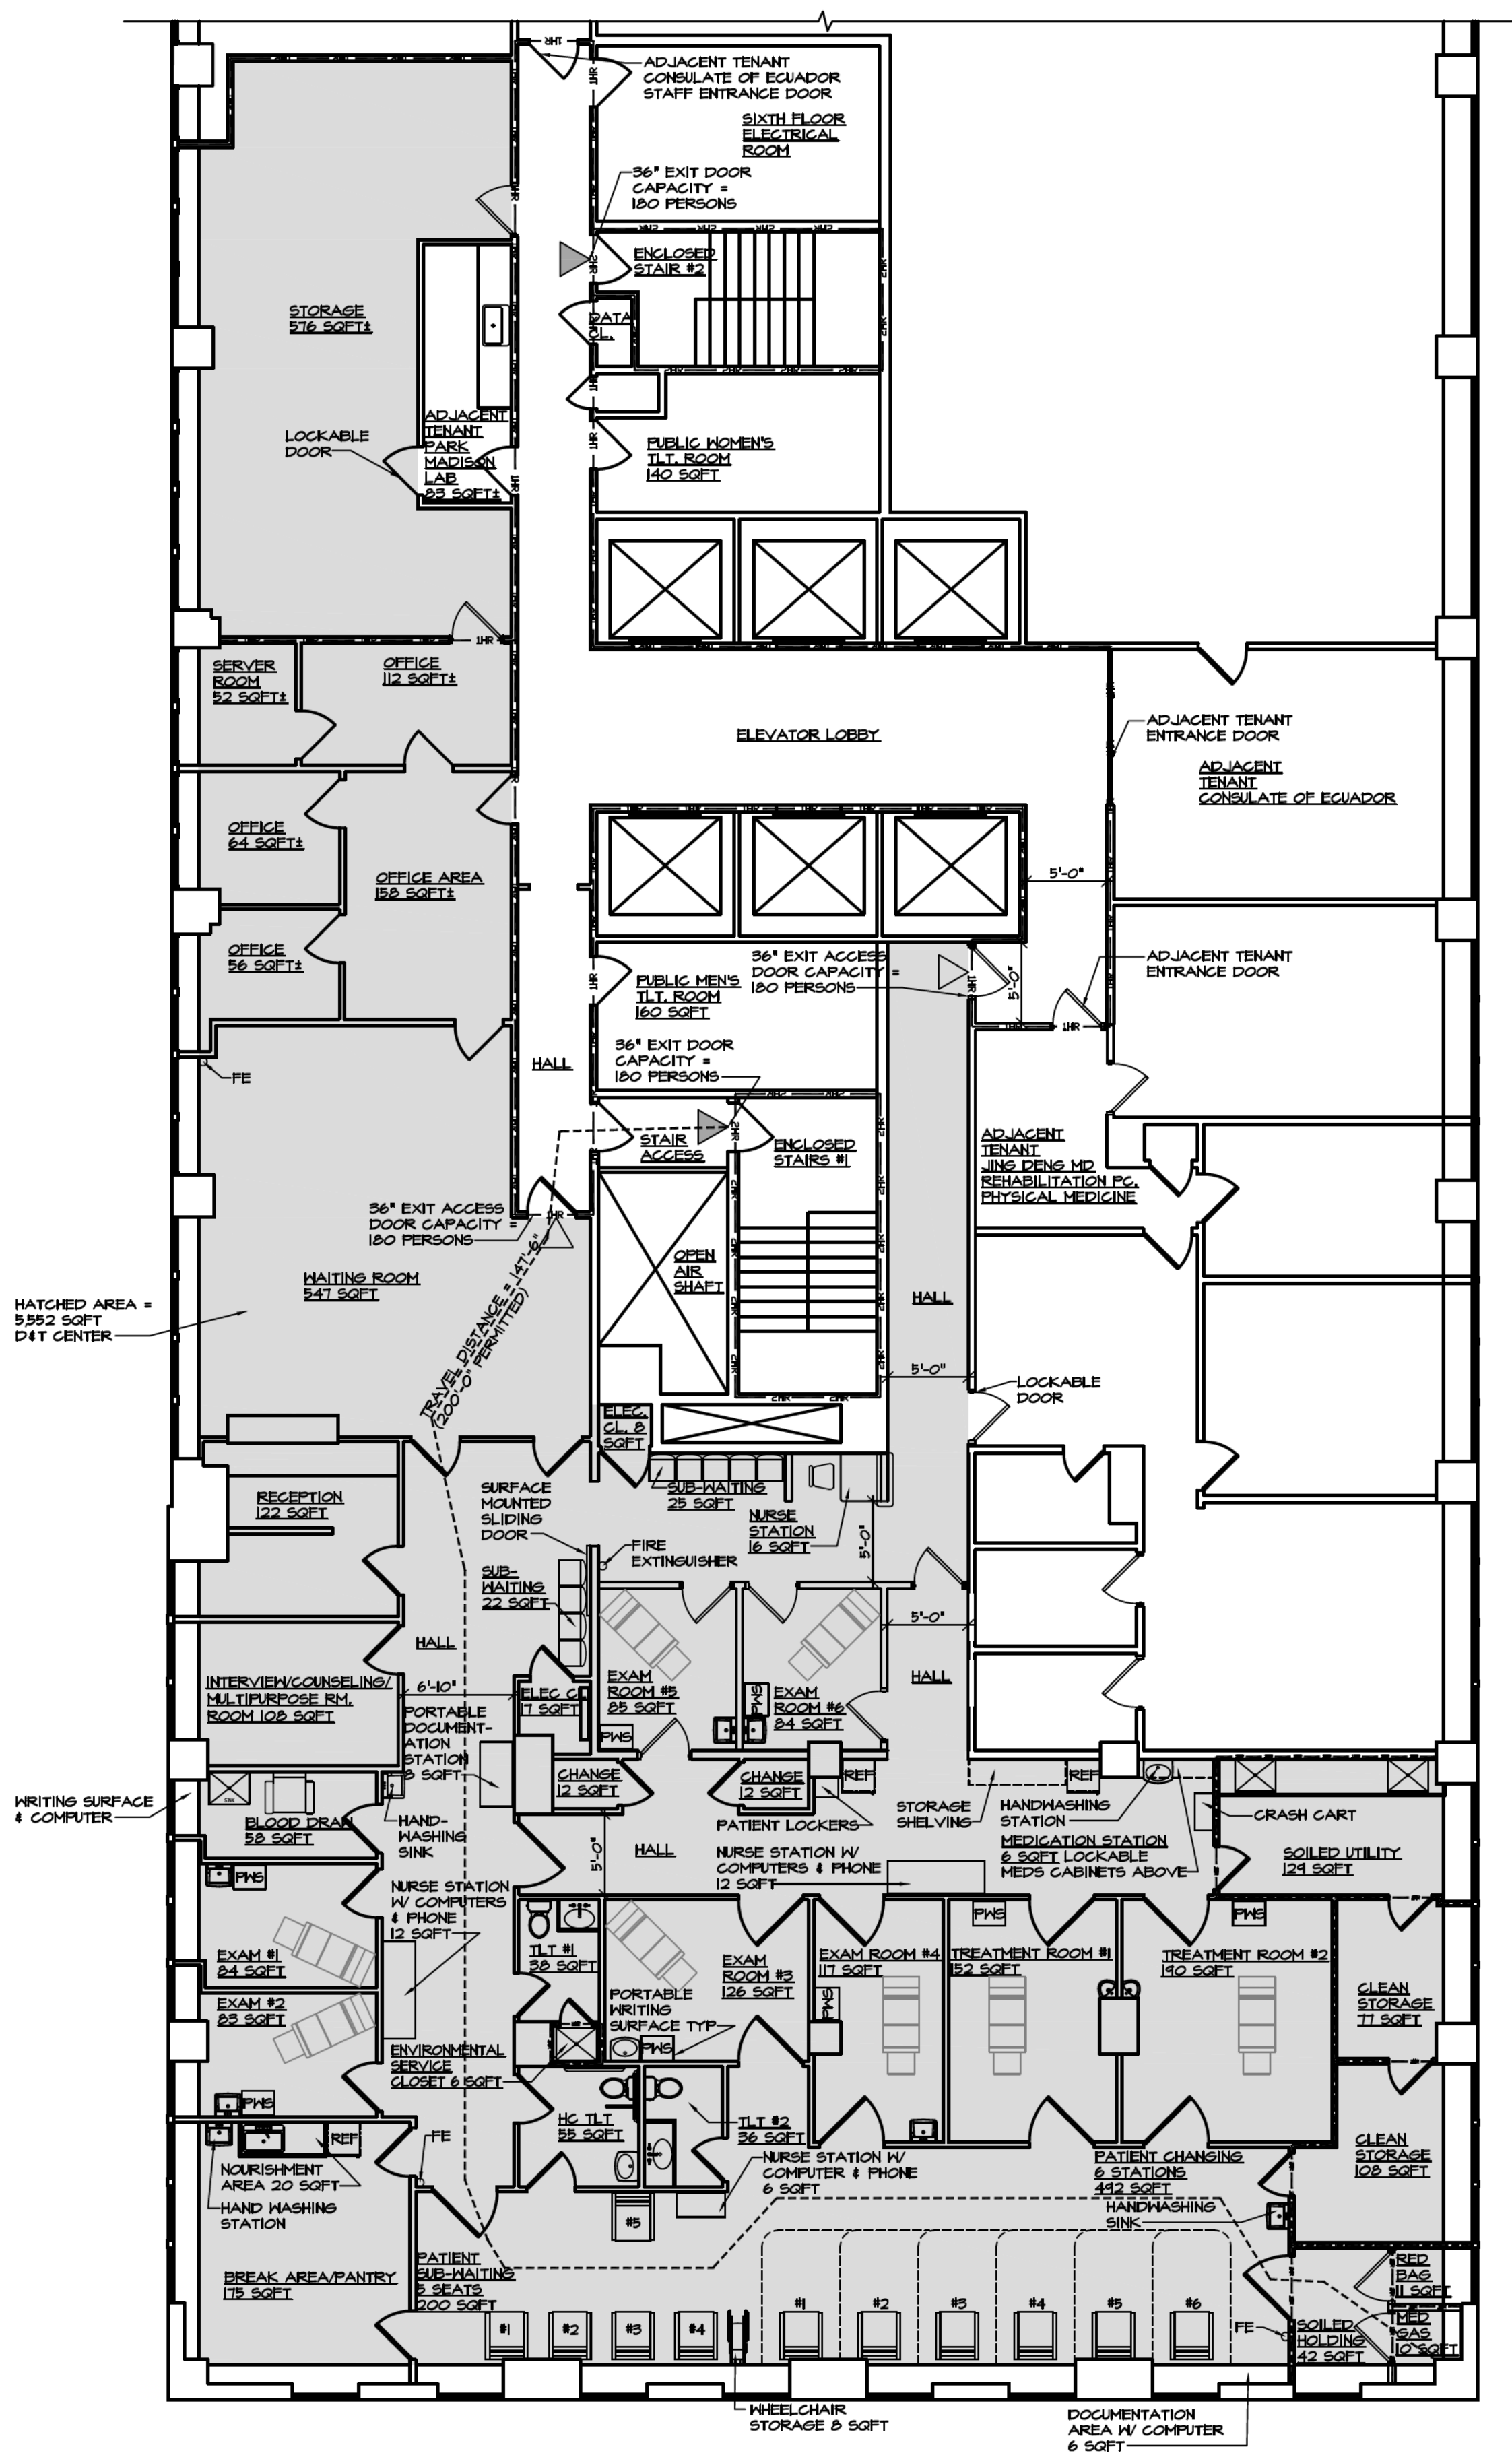 1HR
ADJACENT TENANT
CONSULATE OF ECUADOR
STAFF ENTRANCE DOOR
SIXTH FLOOR
ELECTRICAL
ROOM
36" EXIT DOOR
CAPACITY =
180 PERSONS
ENCLOSED
STAIR #2
DATA
CL.
STORAGE
576 SQFT±
LOCKABLE
DOOR
ADJACENT
TENANT
PARK
MADISON
LAB
83 SQFT±
PUBLIC WOMEN'S
TLT. ROOM
140 SQFT
SERVER
ROOM
52 SQFT±
OFFICE
112 SQFT±
1HR
ELEVATOR LOBBY
ADJACENT TENANT
ENTRANCE DOOR
ADJACENT
TENANT
CONSULATE OF ECUADOR
OFFICE
64 SQFT±
OFFICE AREA
158 SQFT±
5'-0"
OFFICE
56 SQFT±
36" EXIT ACCESS
DOOR CAPACITY =
180 PERSONS
5'-0"
1HR
ADJACENT TENANT
ENTRANCE DOOR
PUBLIC MEN'S
TLT. ROOM
160 SQFT
36" EXIT DOOR
CAPACITY =
180 PERSONS
HALL
FE
STAIR
ACCESS
ENCLOSED
STAIRS #1
ADJACENT
TENANT
JING DENG MD
REHABILITATION PC.
PHYSICAL MEDICINE
36" EXIT ACCESS
DOOR CAPACITY =
180 PERSONS
1HR
OPEN
AIR
SHAFT
WAITING ROOM
547 SQFT
TRAVEL DISTANCE = 147'-6"
(200'-0" PERMITTED)
HATCHED AREA =
5,552 SQFT
D&T CENTER
HALL
5'-0"
LOCKABLE
DOOR
ELEC.
CL. 8
SQFT
SUB-WAITING
25 SQFT
NURSE
STATION
16 SQFT
5'-0"
RECEPTION
122 SQFT
SURFACE
MOUNTED
SLIDING
DOOR
FIRE
EXTINGUISHER
SUB-
WAITING
22 SQFT
HALL
5'-0"
HALL
INTERVIEW/COUNSELING/
MULTIPURPOSE RM.
ROOM 108 SQFT
6'-10"
ELEC C.
17 SQFT
EXAM
ROOM #5
85 SQFT
PWS
PWS
EXAM
ROOM #6
84 SQFT
PORTABLE
DOCUMENT-
ATION
STATION
8 SQFT
CHANGE
12 SQFT
CHANGE
12 SQFT
REF
REF
WRITING SURFACE
& COMPUTER
SINK
BLOOD DRAW
58 SQFT
HAND-
WASHING
SINK
PATIENT LOCKERS
STORAGE
SHELVING
HANDWASHING
STATION
CRASH CART
MEDICATION STATION
6 SQFT LOCKABLE
MEDS CABINETS ABOVE
SOILED UTILITY
129 SQFT
5'-0"
HALL
NURSE STATION W/
COMPUTERS & PHONE
12 SQFT
PWS
NURSE STATION
W/ COMPUTERS
& PHONE
12 SQFT
EXAM #1
84 SQFT
TLT #1
38 SQFT
EXAM
ROOM #3
126 SQFT
EXAM ROOM #4
117 SQFT
PWS
TREATMENT ROOM #1
152 SQFT
PWS
TREATMENT ROOM #2
190 SQFT
EXAM #2
83 SQFT
PORTABLE
WRITING
SURFACE TYP
PWS
PWS
CLEAN
STORAGE
77 SQFT
ENVIRONMENTAL
SERVICE
CLOSET 6 SQFT
PWS
HC TLT
55 SQFT
TLT #2
36 SQFT
REF
FE
NOURISHMENT
AREA 20 SQFT
HAND WASHING
STATION
NURSE STATION W/
COMPUTER & PHONE
6 SQFT
PATIENT CHANGING
6 STATIONS
492 SQFT
HANDWASHING
SINK
CLEAN
STORAGE
108 SQFT
#5
BREAK AREA/PANTRY
175 SQFT
PATIENT
SUB-WAITING
5 SEATS
200 SQFT
RED
BAG
11 SQFT
#1
#2
#3
#4
#1
#2
#3
#4
#5
#6
FE
SOILED
HOLDING
42 SQFT
MED
GAS
10 SQFT
WHEELCHAIR
STORAGE 8 SQFT
DOCUMENTATION
AREA W/ COMPUTER
6 SQFT